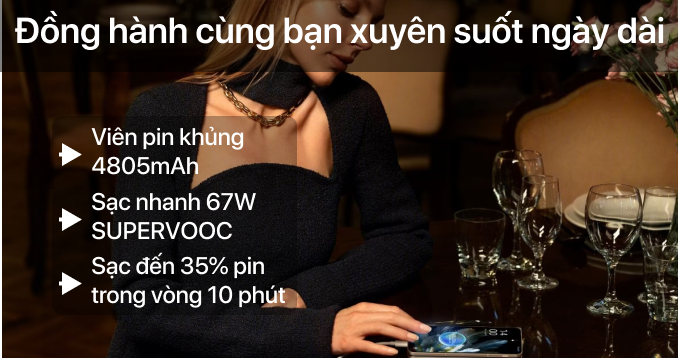 Đồng hành cùng bạn xuyên suốt ngày dài
Viên pin khủng
4805mAh
Sạc nhanh 67W
SUPERVOOC
Sạc đến 35% pin
trong vòng 10 phút